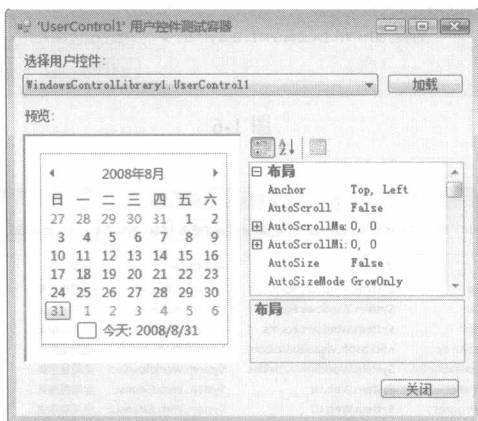 'UserControl1' 用户控件测试容器
选择用户控件:
WindowsControlLibrary1.UserControl1
加载
预览:
2008年8月
日 一 二 三 四 五 六
27 28 29 30 31 1 2
3 4 5 6 7 8 9
10 11 12 13 14 15 16
17 18 19 20 21 22 23
24 25 26 27 28 29 30
31 1 2 3 4 5 6
今天: 2008/8/31
布局
Anchor Top, Left
AutoScroll False
AutoScrollMa 0, 0
AutoScrollMi 0, 0
AutoSize False
AutoSizeMode GrowOnly
布局
关闭